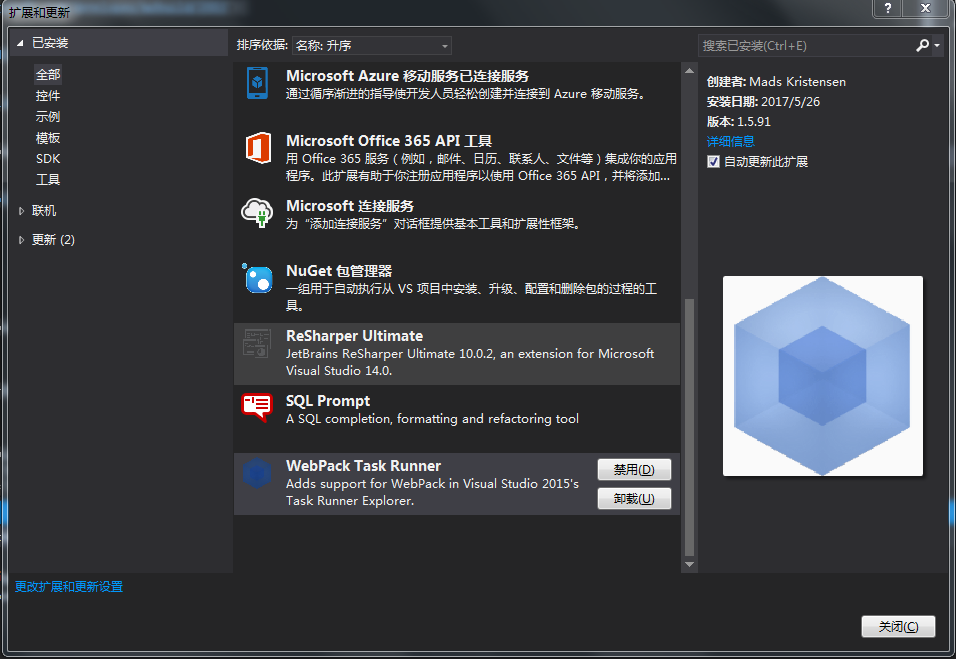 扩展和更新
?
已安装
全部
控件
示例
模板
SDK
工具
联机
更新 (2)
更改扩展和更新设置
排序依据: 名称: 升序
Microsoft Azure 移动服务已连接服务
通过循序渐进的指导使开发人员轻松创建并连接到 Azure 移动服务。
Microsoft Office 365 API 工具
用 Office 365 服务（例如，邮件、日历、联系人、文件等）集成你的应用
程序。此扩展有助于你注册应用程序以使用 Office 365 API，并将添加...
Microsoft 连接服务
为“添加连接服务”对话框提供基本工具和扩展性框架。
NuGet 包管理器
一组用于自动执行从 VS 项目中安装、升级、配置和删除包的过程的工
具。
ReSharper Ultimate
JetBrains ReSharper Ultimate 10.0.2, an extension for Microsoft
Visual Studio 14.0.
SQL Prompt
A SQL completion, formatting and refactoring tool
WebPack Task Runner
Adds support for WebPack in Visual Studio 2015's
Task Runner Explorer.
禁用(D)
卸载(U)
搜索已安装(Ctrl+E)
创建者: Mads Kristensen
安装日期: 2017/5/26
版本: 1.5.91
详细信息
自动更新此扩展
关闭(C)